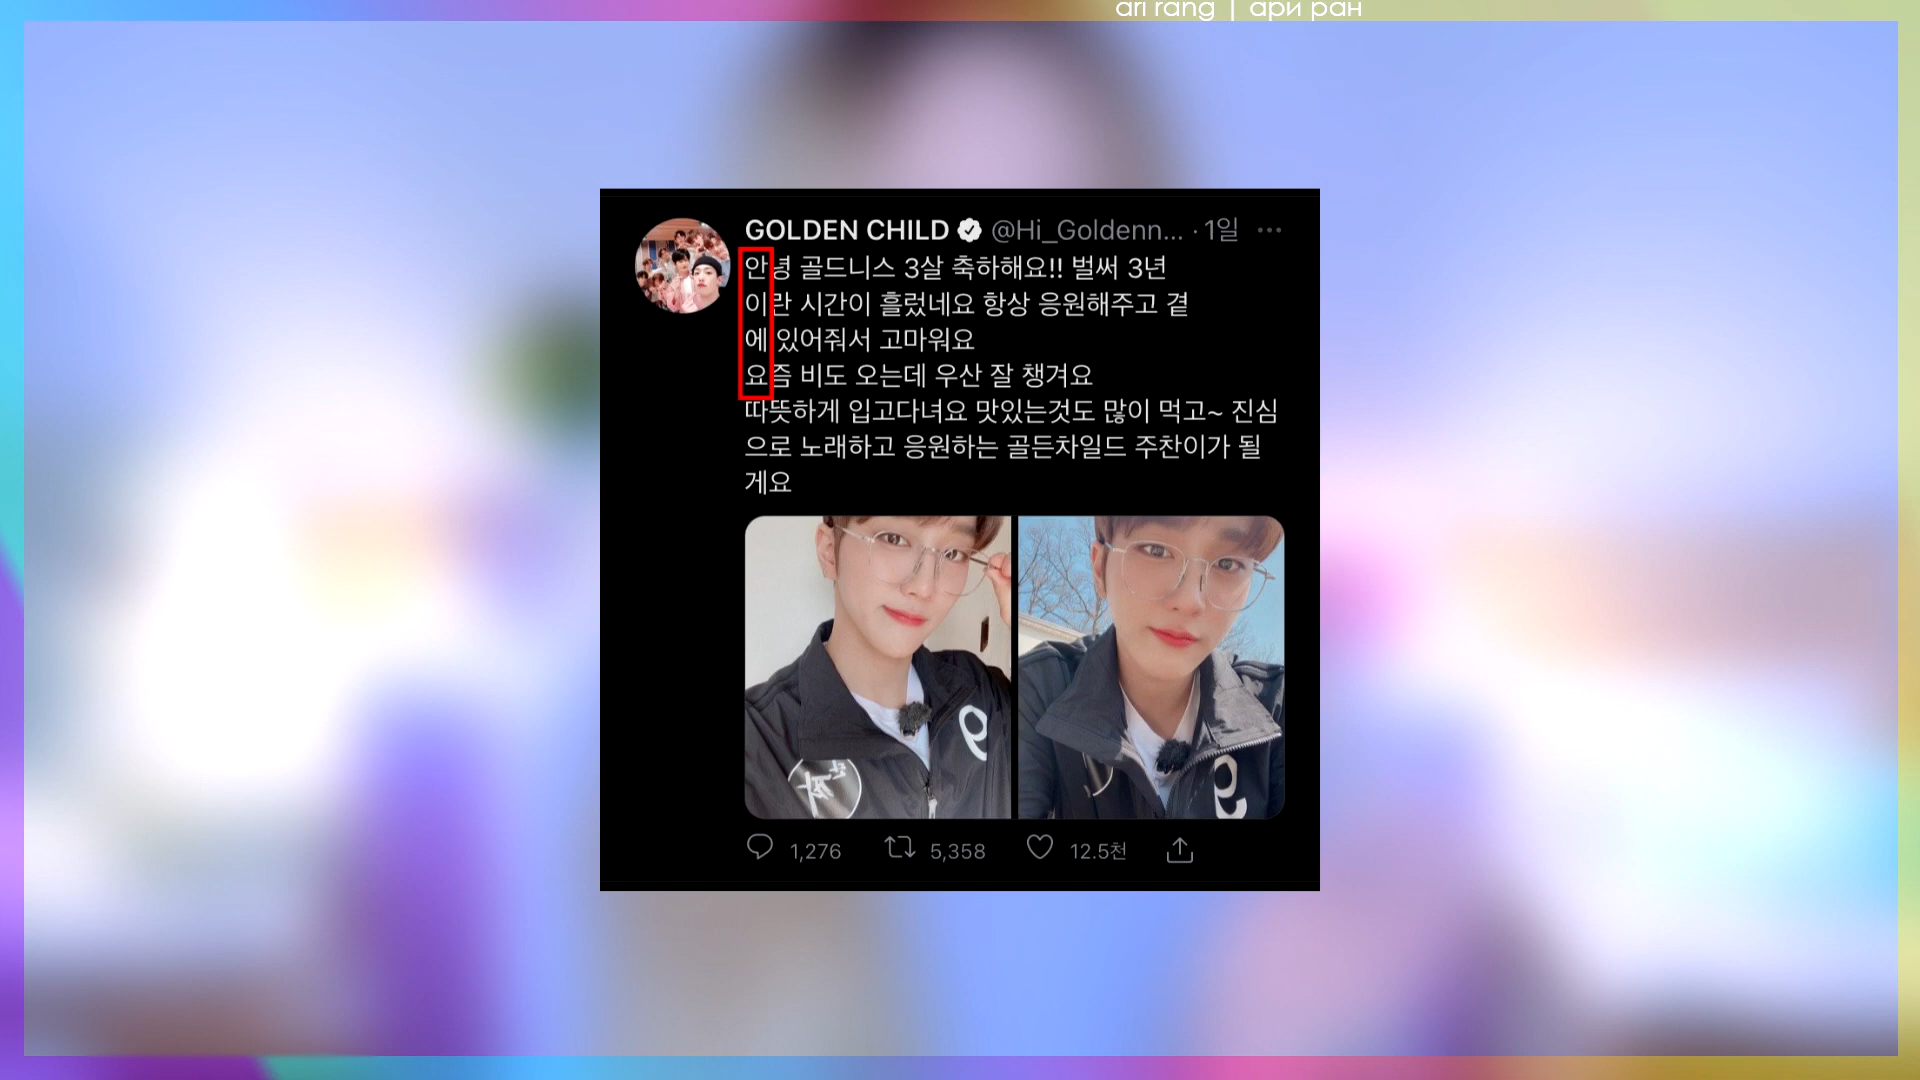 ari rang | ари ран
GOLDEN CHILD @Hi_Goldenn... · 1일 ···
안녕 골드니스 3살 축하해요!! 벌써 3년
이란 시간이 흘렀네요 항상 응원해주고 곁
에 있어줘서 고마워요
요즘 비도 오는데 우산 잘 챙겨요
따뜻하게 입고다녀요 맛있는것도 많이 먹고~ 진심
으로 노래하고 응원하는 골든차일드 주찬이가 될
게요
1,276 5,358 12.5천